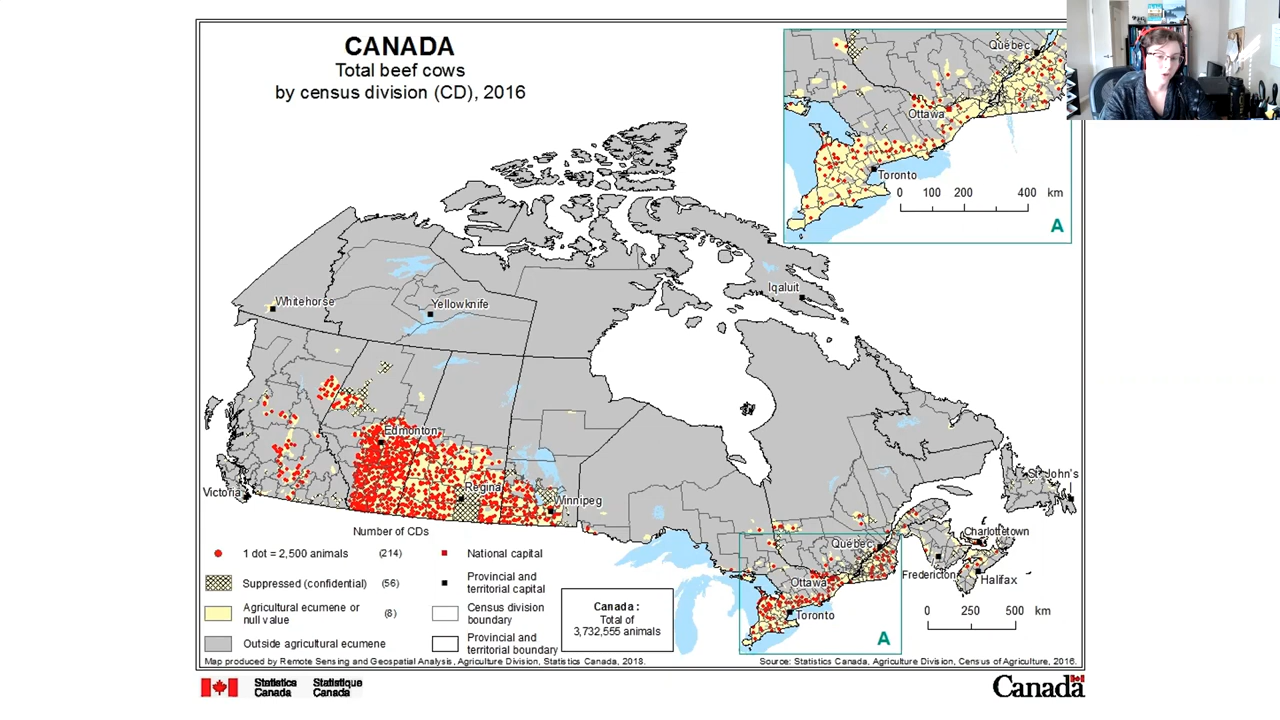 CANADA
Total beef cows
by census division (CD), 2016
Québec
Ottawa
Toronto
0 100 200 400 km
A
Whitehorse
Yellowknife
Iqaluit
Edmonton
Regina
Winnipeg
Victoria
St. John's
Charlottetown
Québec
Fredericton
Halifax
Ottawa
Toronto
A
0 250 500 km
Number of CDs
1 dot = 2,500 animals (214)
Suppressed (confidential) (56)
Agricultural ecumene or
null value (8)
Outside agricultural ecumene
National capital
Provincial and
territorial capital
Census division
boundary
Provincial and
territorial boundary
Canada :
Total of
3,732,555 animals
Map produced by Remote Sensing and Geospatial Analysis, Agriculture Division, Statistics Canada, 2018.
Source: Statistics Canada, Agriculture Division, Census of Agriculture, 2016.
Statistics Statistique
Canada Canada
Canada